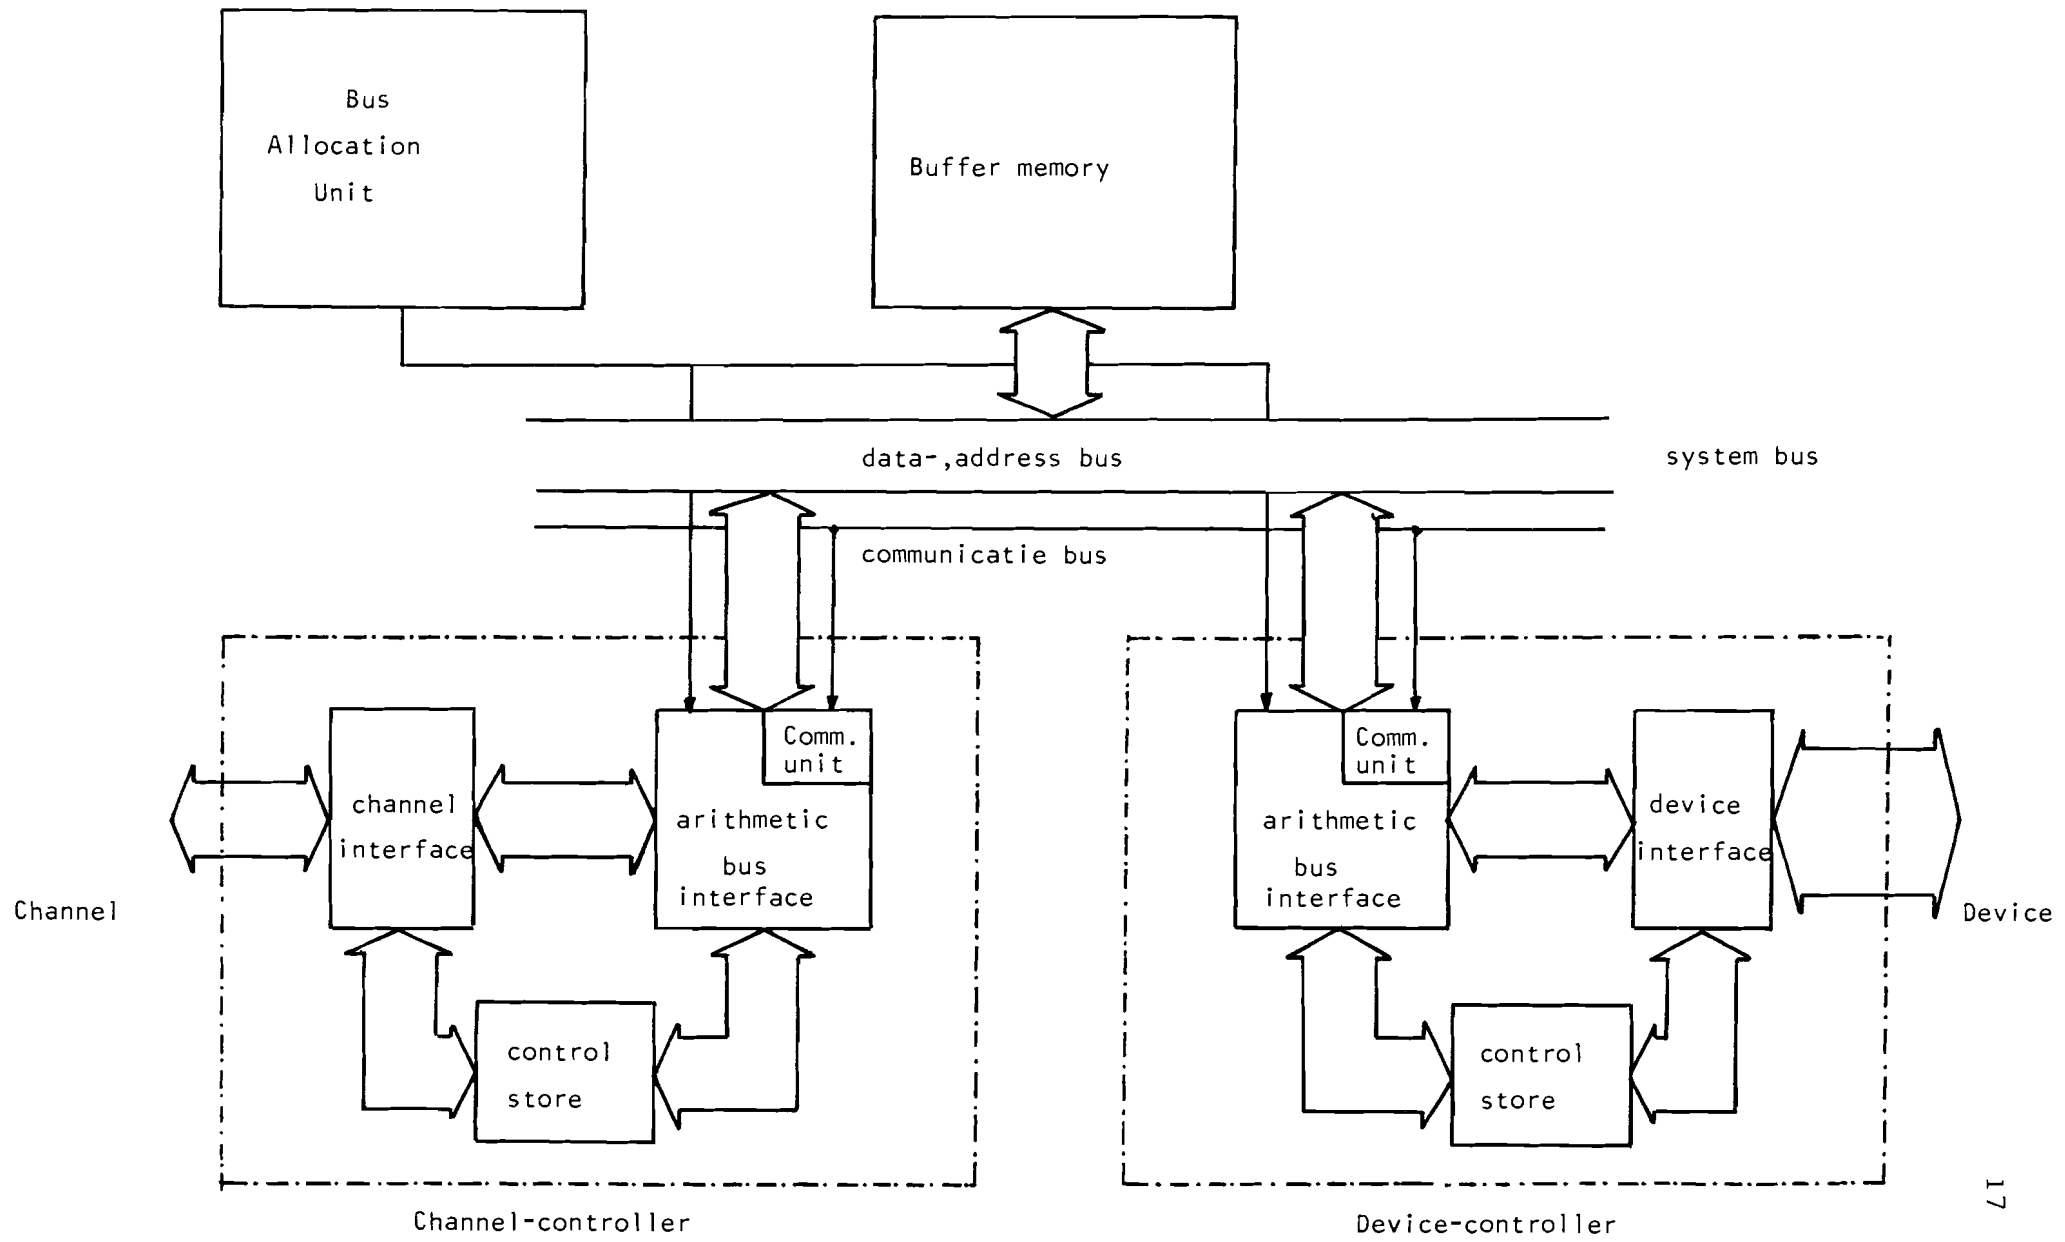 Bus
Allocation
Unit
Buffer memory
data-,address bus
system bus
communicatie bus
Comm.
unit
channel
interface
arithmetic
bus
interface
control
store
Channel
Channel-controller
Comm.
unit
arithmetic
bus
interface
device
interface
control
store
Device
Device-controller
17